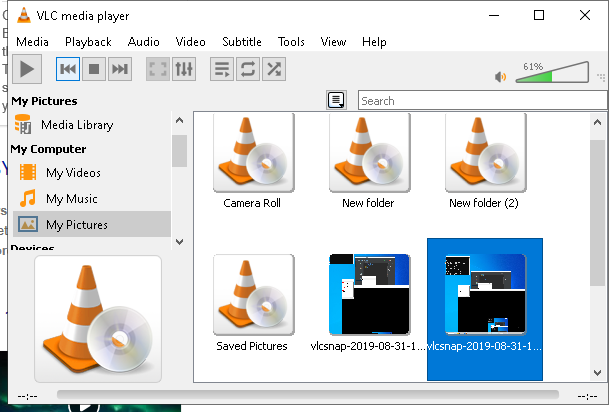 VLC media player
Media Playback Audio Video Subtitle Tools View Help
61%
My Pictures
Search
Media Library
My Computer
My Videos
My Music
My Pictures
Devices
Camera Roll New folder New folder (2)
Saved Pictures vlcsnap-2019-08-31-1... vlcsnap-2019-08-31-1...
--:-- --:--